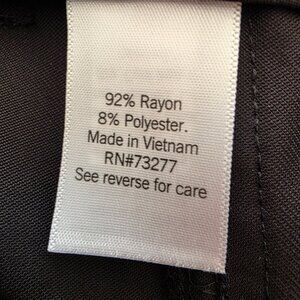 92% Rayon
8% Polyester.
Made in Vietnam
RN#73277
See reverse for care